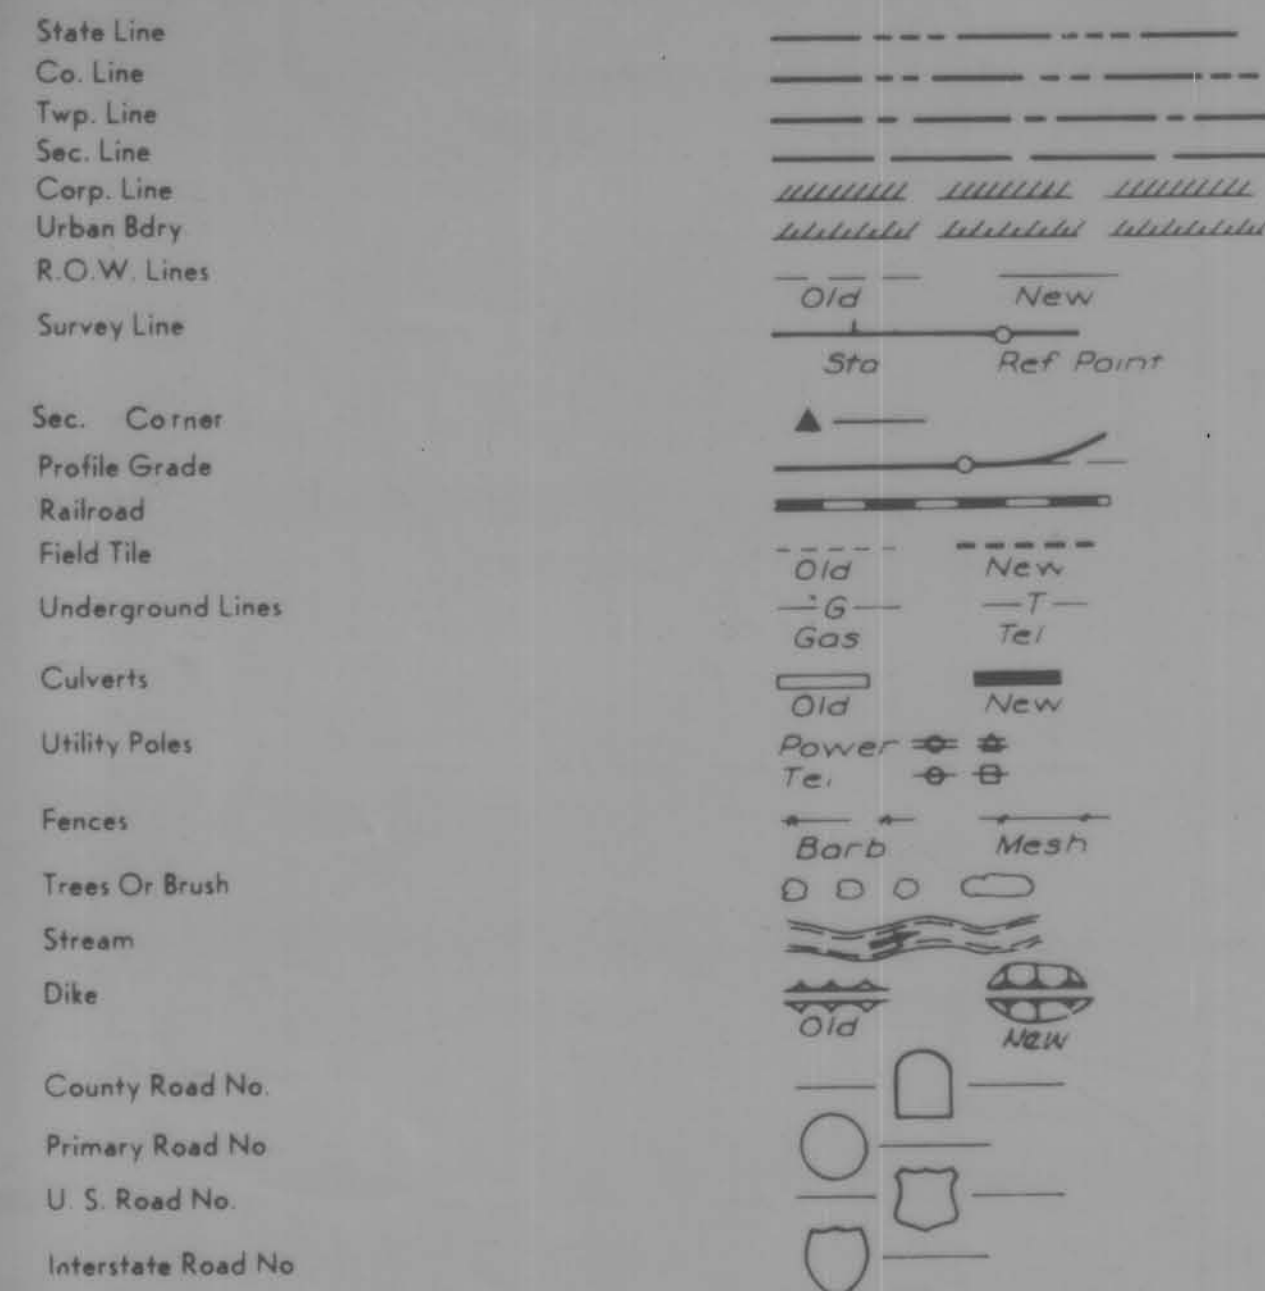 State Line
Co. Line
Twp. Line
Sec. Line
Corp. Line
Urban Bdry
R.O.W. Lines
Old New
Survey Line
Sta Ref Point
Sec. Corner
Profile Grade
Railroad
Field Tile
Old New
Underground Lines G T
Gas Tel
Culverts
Old New
Utility Poles Power
Tel
Fences
Barb Mesh
Trees Or Brush
Stream
Dike
Old New
County Road No.
Primary Road No
U. S. Road No.
Interstate Road No